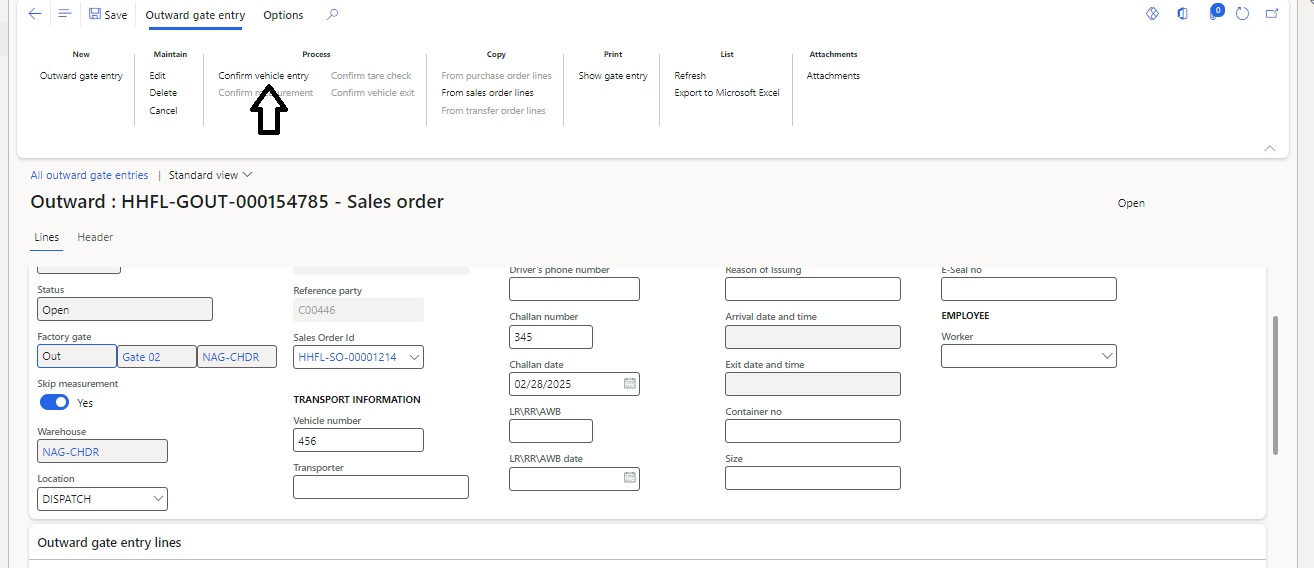 Save
Outward gate entry
Options
0
New
Outward gate entry
Maintain
Edit
Delete
Cancel
Process
Confirm vehicle entry
Confirm tare check
Confirm vehicle exit
Copy
From purchase order lines
From sales order lines
From transfer order lines
Print
Show gate entry
List
Refresh
Export to Microsoft Excel
Attachments
Attachments
All outward gate entries | Standard view
Outward : HHFL-GOUT-000154785 - Sales order
Open
Lines
Header
Status
Open
Factory gate
Out
Gate 02
NAG-CHDR
Skip measurement
Yes
Warehouse
NAG-CHDR
Location
DISPATCH
Reference party
C00446
Sales Order Id
HHFL-SO-00001214
TRANSPORT INFORMATION
Vehicle number
456
Transporter
Driver's phone number
Challan number
345
Challan date
02/28/2025
LR\RR\AWB
LR\RR\AWB date
Reason of Issuing
Arrival date and time
Exit date and time
Container no
Size
E-Seal no
EMPLOYEE
Worker
Outward gate entry lines